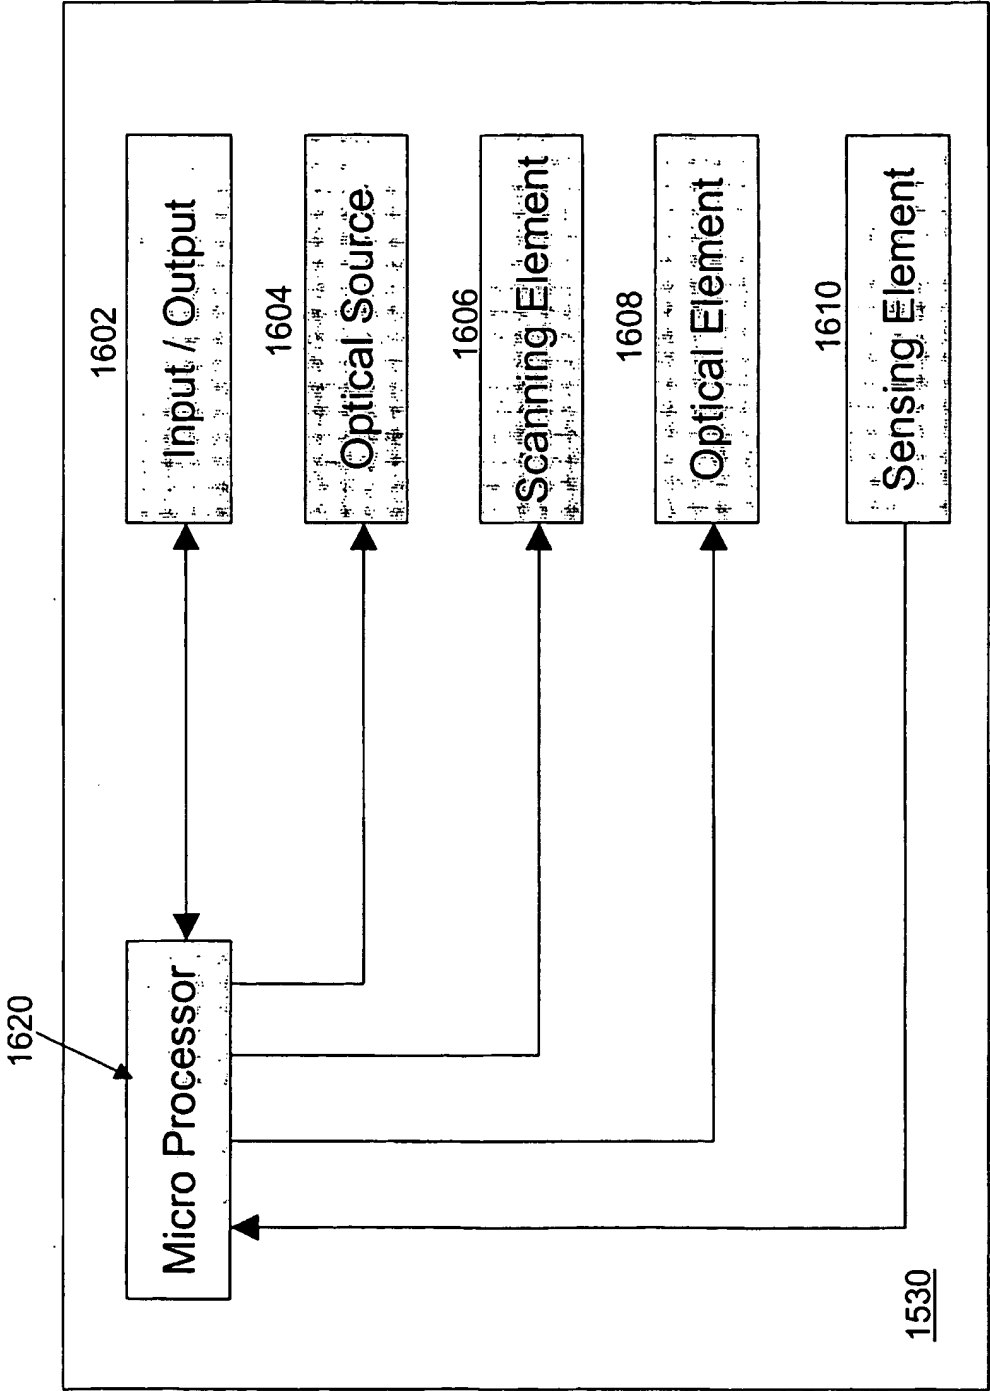 1620
Micro Processor
1602
Input / Output
1604
Optical Source
1606
Scanning Element
1608
Optical Element
1610
Sensing Element
1530